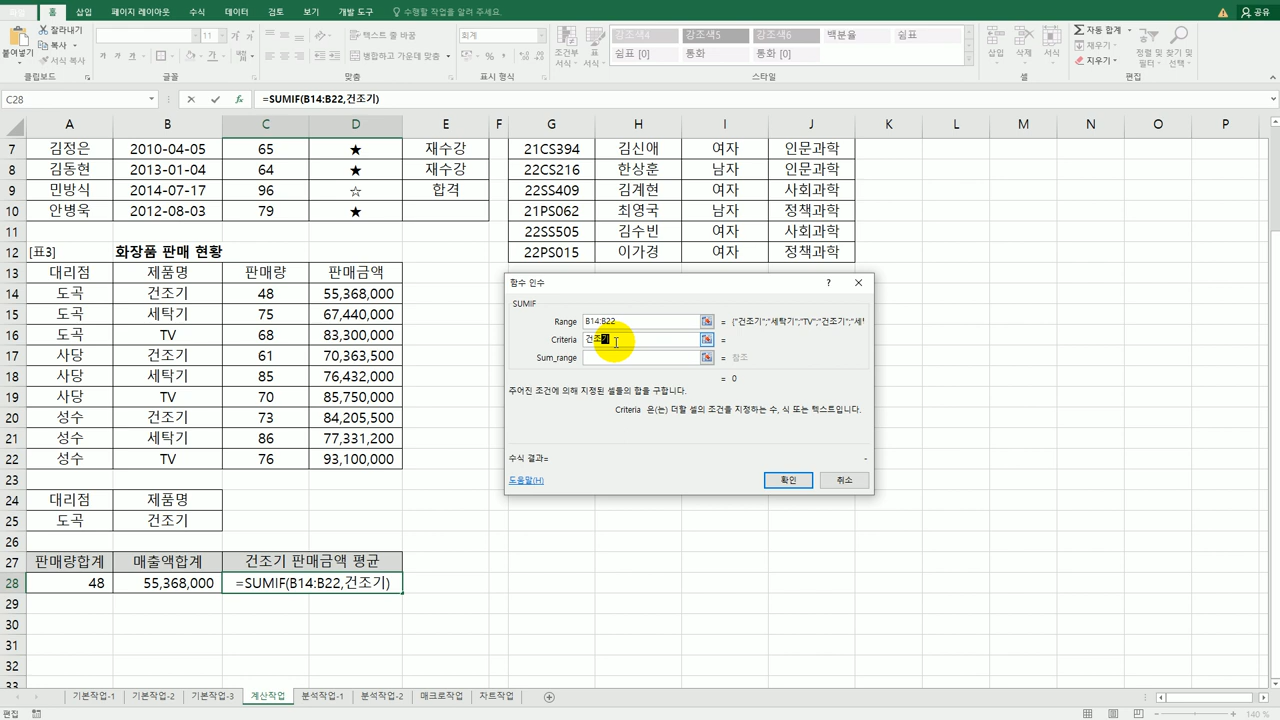 파일 홈 삽입 페이지 레이아웃 수식 데이터 검토 보기 개발 도구 수행할 작업을 알려 주세요. 공유
붙여넣기 잘라내기 복사 서식 복사
11
텍스트 줄 바꿈
병합하고 가운데 맞춤
회계
조건부 서식 표 서식
강조색4 강조색5 강조색6 백분율 쉼표
쉼표 [0] 통화 통화 [0]
삽입 삭제 서식
자동 합계 채우기 지우기
정렬 및 필터 찾기 및 선택
클립보드 글꼴 맞춤 표시 형식 스타일 셀 편집
C28 =SUMIF(B14:B22,건조기)
A B C D E F G H I J K L M N O P
7 김정은 2010-04-05 65 ★ 재수강 21CS394 김신애 여자 인문과학
8 김동현 2013-01-04 64 ★ 재수강 22CS216 한상훈 남자 인문과학
9 민방식 2014-07-17 96 ☆ 합격 22SS409 김계현 여자 사회과학
10 안병욱 2012-08-03 79 ★ 21PS062 최영국 남자 정책과학
11 22SS505 김수빈 여자 사회과학
12 [표3] 화장품 판매 현황 22PS015 이가경 여자 정책과학
13 대리점 제품명 판매량 판매금액
14 도곡 건조기 48 55,368,000
15 도곡 세탁기 75 67,440,000
16 도곡 TV 68 83,300,000
17 사당 건조기 61 70,363,500
18 사당 세탁기 85 76,432,000
19 사당 TV 70 85,750,000
20 성수 건조기 73 84,205,500
21 성수 세탁기 86 77,331,200
22 성수 TV 76 93,100,000
23
24 대리점 제품명
25 도곡 건조기
26
27 판매량합계 매출액합계 건조기 판매금액 평균
28 48 55,368,000 =SUMIF(B14:B22,건조기)
29
30
31
32
33
함수 인수
SUMIF
Range B14:B22 = {"건조기";"세탁기";"TV";"건조기";"세
Criteria 건조기 =
Sum_range = 참조
= 0
주어진 조건에 의해 지정된 셀들의 합을 구합니다.
Criteria 은(는) 더할 셀의 조건을 지정하는 수, 식 또는 텍스트입니다.
수식 결과=
도움말(H) 확인 취소
기본작업-1 기본작업-2 기본작업-3 계산작업 분석작업-1 분석작업-2 매크로작업 차트작업
편집 140 %